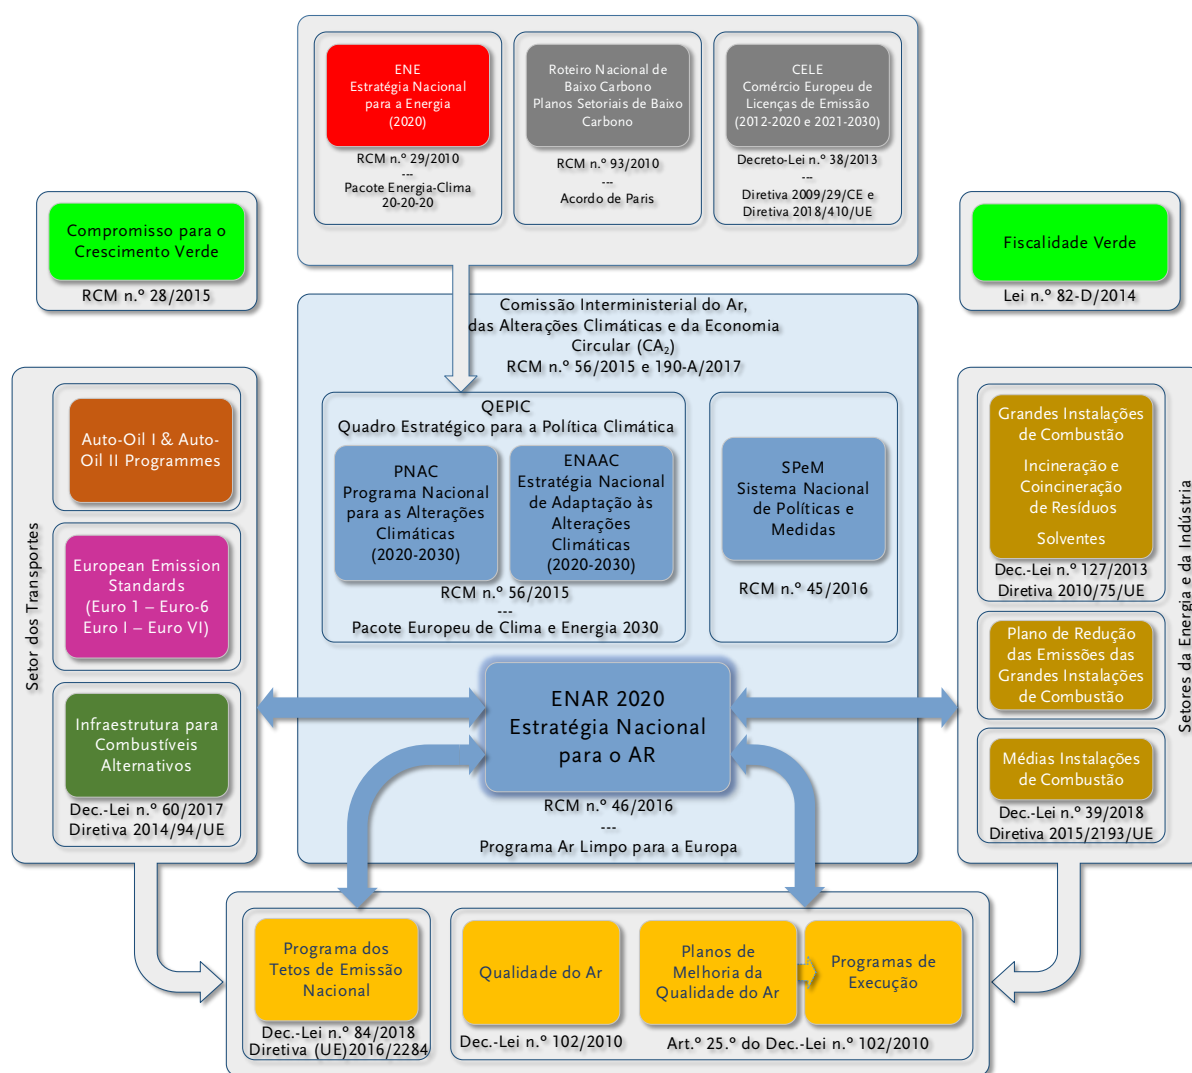 ENE
Estratégia Nacional
para a Energia
(2020)
RCM n.º 29/2010
---
Pacote Energia-Clima
20-20-20
Roteiro Nacional de
Baixo Carbono
Planos Setoriais de Baixo
Carbono
RCM n.º 93/2010
---
Acordo de Paris
CELE
Comércio Europeu de
Licenças de Emissão
(2012-2020 e 2021-2030)
Decreto-Lei n.º 38/2013
---
Diretiva 2009/29/CE e
Diretiva 2018/410/UE
Compromisso para o
Crescimento Verde
RCM n.º 28/2015
Fiscalidade Verde
Lei n.º 82-D/2014
Comissão Interministerial do Ar,
das Alterações Climáticas e da Economia
Circular (CA₂)
RCM n.º 56/2015 e 190-A/2017
QEPIC
Quadro Estratégico para a Política Climática
PNAC
Programa Nacional
para as Alterações
Climáticas
(2020-2030)
ENAAC
Estratégia Nacional
de Adaptação às
Alterações
Climáticas
(2020-2030)
RCM n.º 56/2015
---
Pacote Europeu de Clima e Energia 2030
SPeM
Sistema Nacional
de Políticas e
Medidas
RCM n.º 45/2016
Setor dos Transportes
Auto-Oil I & Auto-
Oil II Programmes
European Emission
Standards
(Euro 1 – Euro-6
Euro I – Euro VI)
Infraestrutura para
Combustíveis
Alternativos
Dec.-Lei n.º 60/2017
Diretiva 2014/94/UE
ENAR 2020
Estratégia Nacional
para o AR
RCM n.º 46/2016
---
Programa Ar Limpo para a Europa
Grandes Instalações
de Combustão
Incineração e
Coincineração
de Resíduos
Solventes
Dec.-Lei n.º 127/2013
Diretiva 2010/75/UE
Plano de Redução
das Emissões das
Grandes Instalações
de Combustão
Médias Instalações
de Combustão
Dec.-Lei n.º 39/2018
Diretiva 2015/2193/UE
Setores da Energia e da Indústria
Programa dos
Tetos de Emissão
Nacional
Dec.-Lei n.º 84/2018
Diretiva (UE)2016/2284
Qualidade do Ar
Dec.-Lei n.º 102/2010
Planos de
Melhoria da
Qualidade do Ar
Programas de
Execução
Art.º 25.º do Dec.-Lei n.º 102/2010